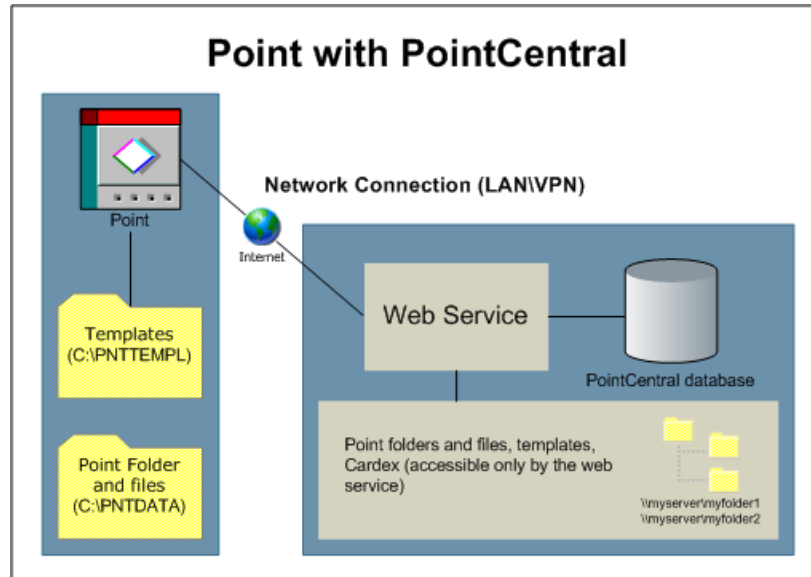 Point with PointCentral
Point
Templates
(C:\PNTTEMPL)
Point Folder
and files
(C:\PNTDATA)
Network Connection (LAN\VPN)
Internet
Web Service
PointCentral database
Point folders and files, templates,
Cardex (accessible only by the web
service)
\\myserver\myfolder1
\\myserver\myfolder2